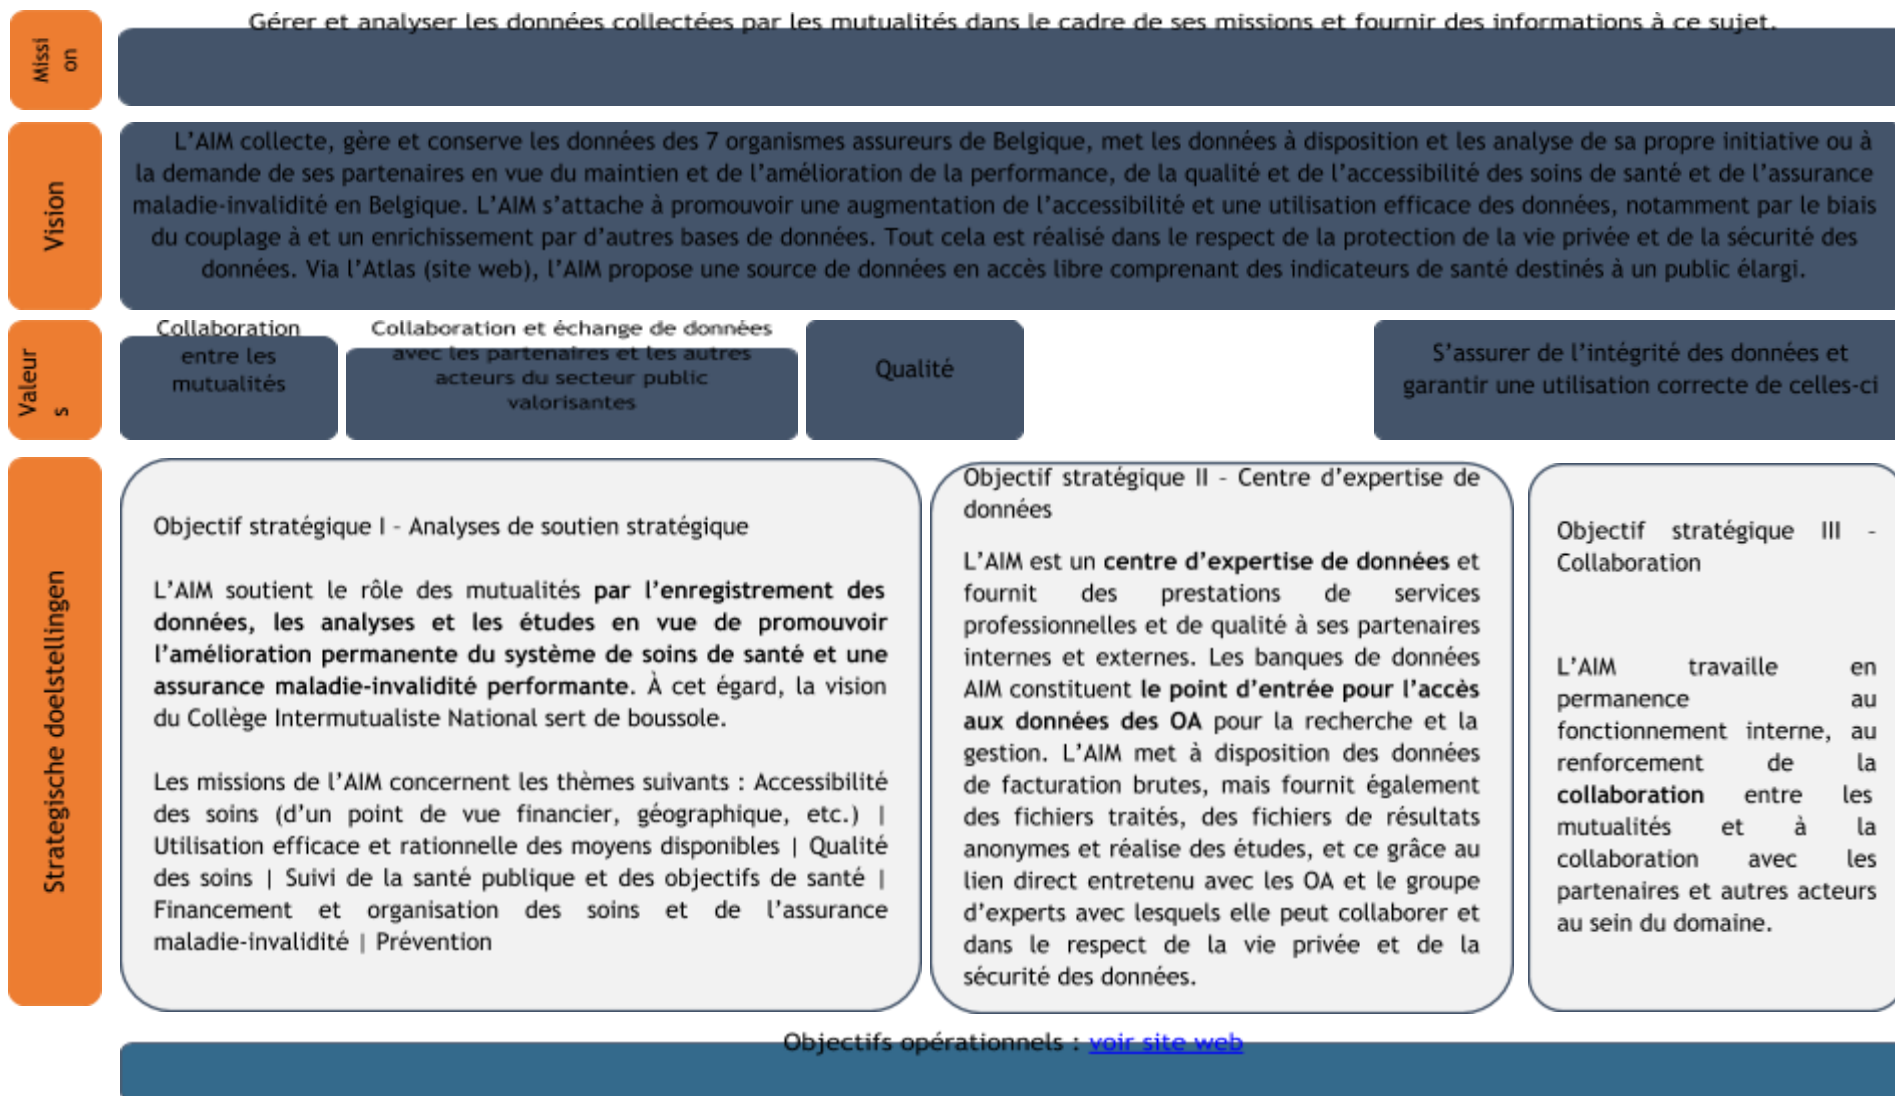 Missi
on
Gérer et analyser les données collectées par les mutualités dans le cadre de ses missions et fournir des informations à ce sujet.
Vision
L’AIM collecte, gère et conserve les données des 7 organismes assureurs de Belgique, met les données à disposition et les analyse de sa propre initiative ou à
la demande de ses partenaires en vue du maintien et de l’amélioration de la performance, de la qualité et de l’accessibilité des soins de santé et de l’assurance
maladie-invalidité en Belgique. L’AIM s’attache à promouvoir une augmentation de l’accessibilité et une utilisation efficace des données, notamment par le biais
du couplage à et un enrichissement par d’autres bases de données. Tout cela est réalisé dans le respect de la protection de la vie privée et de la sécurité des
données. Via l’Atlas (site web), l’AIM propose une source de données en accès libre comprenant des indicateurs de santé destinés à un public élargi.
Valeur
s
Collaboration
entre les
mutualités
Collaboration et échange de données
avec les partenaires et les autres
acteurs du secteur public
valorisantes
Qualité
S’assurer de l’intégrité des données et
garantir une utilisation correcte de celles-ci
Strategische doelstellingen
Objectif stratégique I – Analyses de soutien stratégique
L’AIM soutient le rôle des mutualités par l’enregistrement des
données, les analyses et les études en vue de promouvoir
l’amélioration permanente du système de soins de santé et une
assurance maladie-invalidité performante. À cet égard, la vision
du Collège Intermutualiste National sert de boussole.
Les missions de l’AIM concernent les thèmes suivants : Accessibilité
des soins (d’un point de vue financier, géographique, etc.) |
Utilisation efficace et rationnelle des moyens disponibles | Qualité
des soins | Suivi de la santé publique et des objectifs de santé |
Financement et organisation des soins et de l’assurance
maladie-invalidité | Prévention
Objectif stratégique II – Centre d’expertise de
données
L’AIM est un centre d’expertise de données et
fournit des prestations de services
professionnelles et de qualité à ses partenaires
internes et externes. Les banques de données
AIM constituent le point d’entrée pour l’accès
aux données des OA pour la recherche et la
gestion. L’AIM met à disposition des données
de facturation brutes, mais fournit également
des fichiers traités, des fichiers de résultats
anonymes et réalise des études, et ce grâce au
lien direct entretenu avec les OA et le groupe
d’experts avec lesquels elle peut collaborer et
dans le respect de la vie privée et de la
sécurité des données.
Objectif stratégique III –
Collaboration
L’AIM travaille en
permanence au
fonctionnement interne, au
renforcement de la
collaboration entre les
mutualités et à la
collaboration avec les
partenaires et autres acteurs
au sein du domaine.
Objectifs opérationnels : voir site web